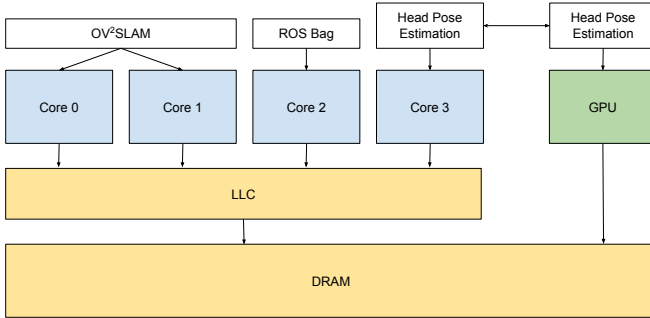 OV²SLAM
ROS Bag
Head Pose
Estimation
Head Pose
Estimation
Core 0
Core 1
Core 2
Core 3
GPU
LLC
DRAM